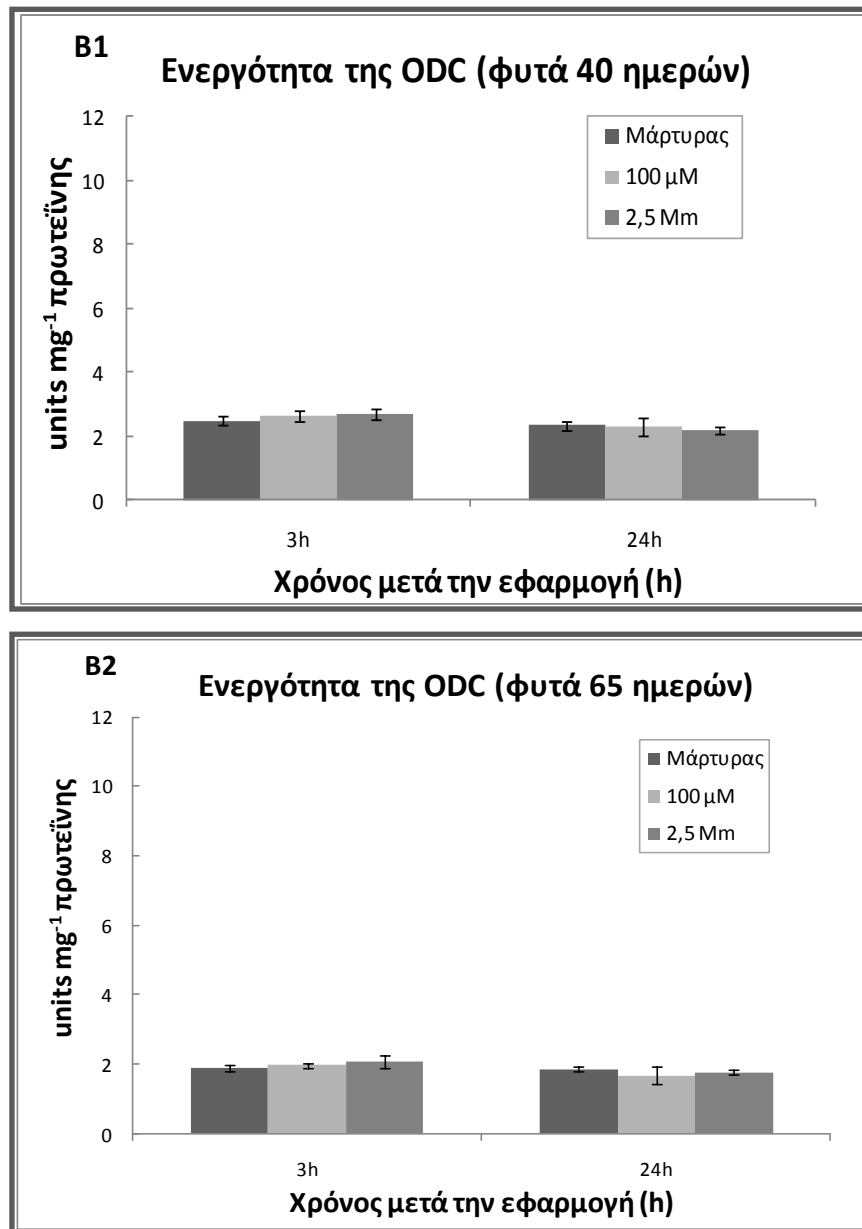 B1
Ενεργότητα της ODC (φυτά 40 ημερών)
12
10
8
6
4
2
0
units mg⁻¹ πρωτεΐνης
Μάρτυρας
100 μM
2,5 Mm
3h
24h
Χρόνος μετά την εφαρμογή (h)
B2
Ενεργότητα της ODC (φυτά 65 ημερών)
12
10
8
6
4
2
0
units mg⁻¹ πρωτεΐνης
Μάρτυρας
100 μM
2,5 Mm
3h
24h
Χρόνος μετά την εφαρμογή (h)